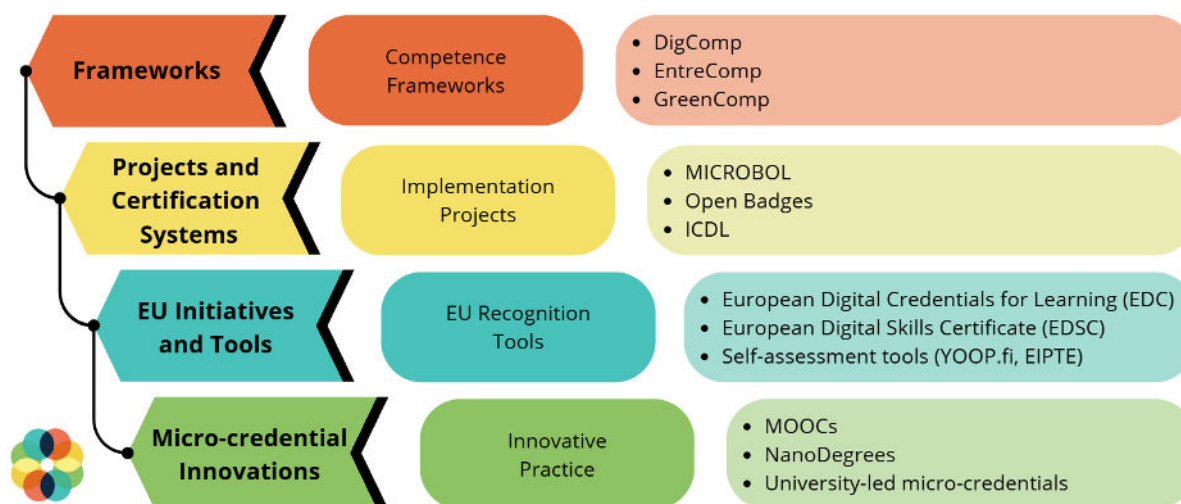 Frameworks
Competence
Frameworks
• DigComp
• EntreComp
• GreenComp
Projects and
Certification
Systems
Implementation
Projects
• MICROBOL
• Open Badges
• ICDL
EU Initiatives
and Tools
EU Recognition
Tools
• European Digital Credentials for Learning (EDC)
• European Digital Skills Certificate (EDSC)
• Self-assessment tools (YOOP.fi, EIPTE)
Micro-credential
Innovations
Innovative
Practice
• MOOCs
• NanoDegrees
• University-led micro-credentials